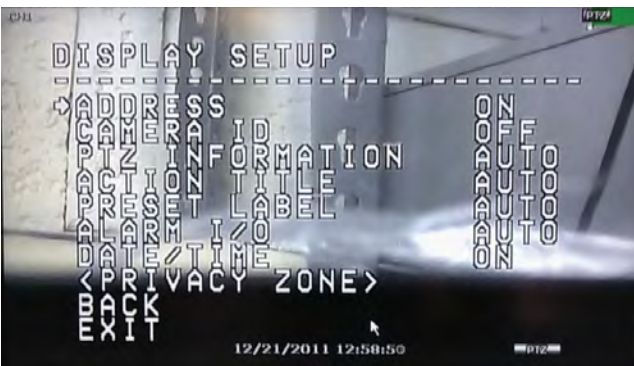 CH1 PTZ
DISPLAY SETUP
→ADDRESS ON
CAMERA ID OFF
PTZ INFORMATION AUTO
ACTION TITLE AUTO
PRESET LABEL AUTO
ALARM I/O AUTO
DATE/TIME ON
<PRIVACY ZONE>
BACK
EXIT
12/21/2011 12:58:50 PTZ